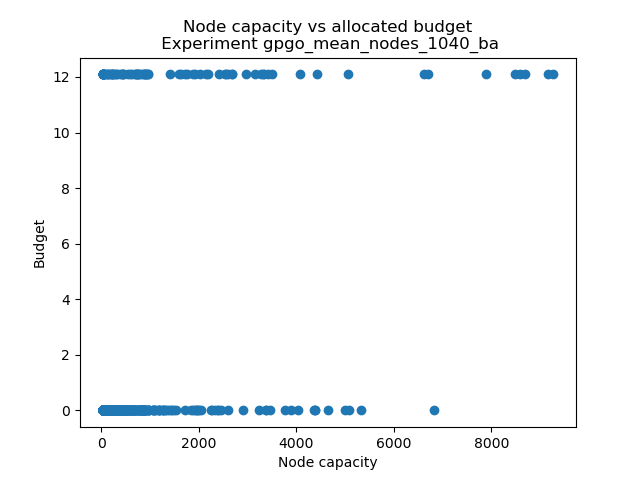 Node capacity vs allocated budget
Experiment gpgo_mean_nodes_1040_ba
12
10
8
6
4
2
0
Budget
0 2000 4000 6000 8000
Node capacity